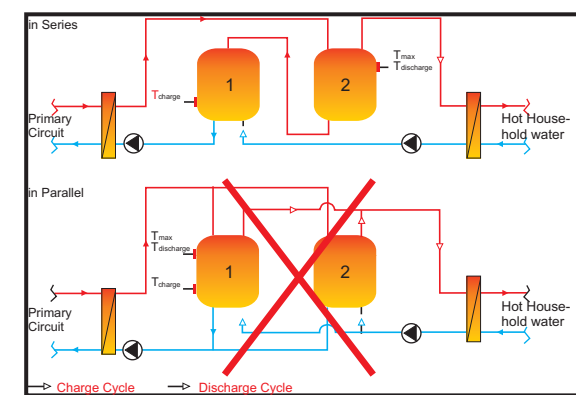 in Series
1
2
Tmax
Tdischarge
Tcharge
Primary
Circuit
Hot House-
hold water
in Parallel
Tmax
Tdischarge
1
2
Tcharge
Primary
Circuit
Hot House-
hold water
Charge Cycle
Discharge Cycle